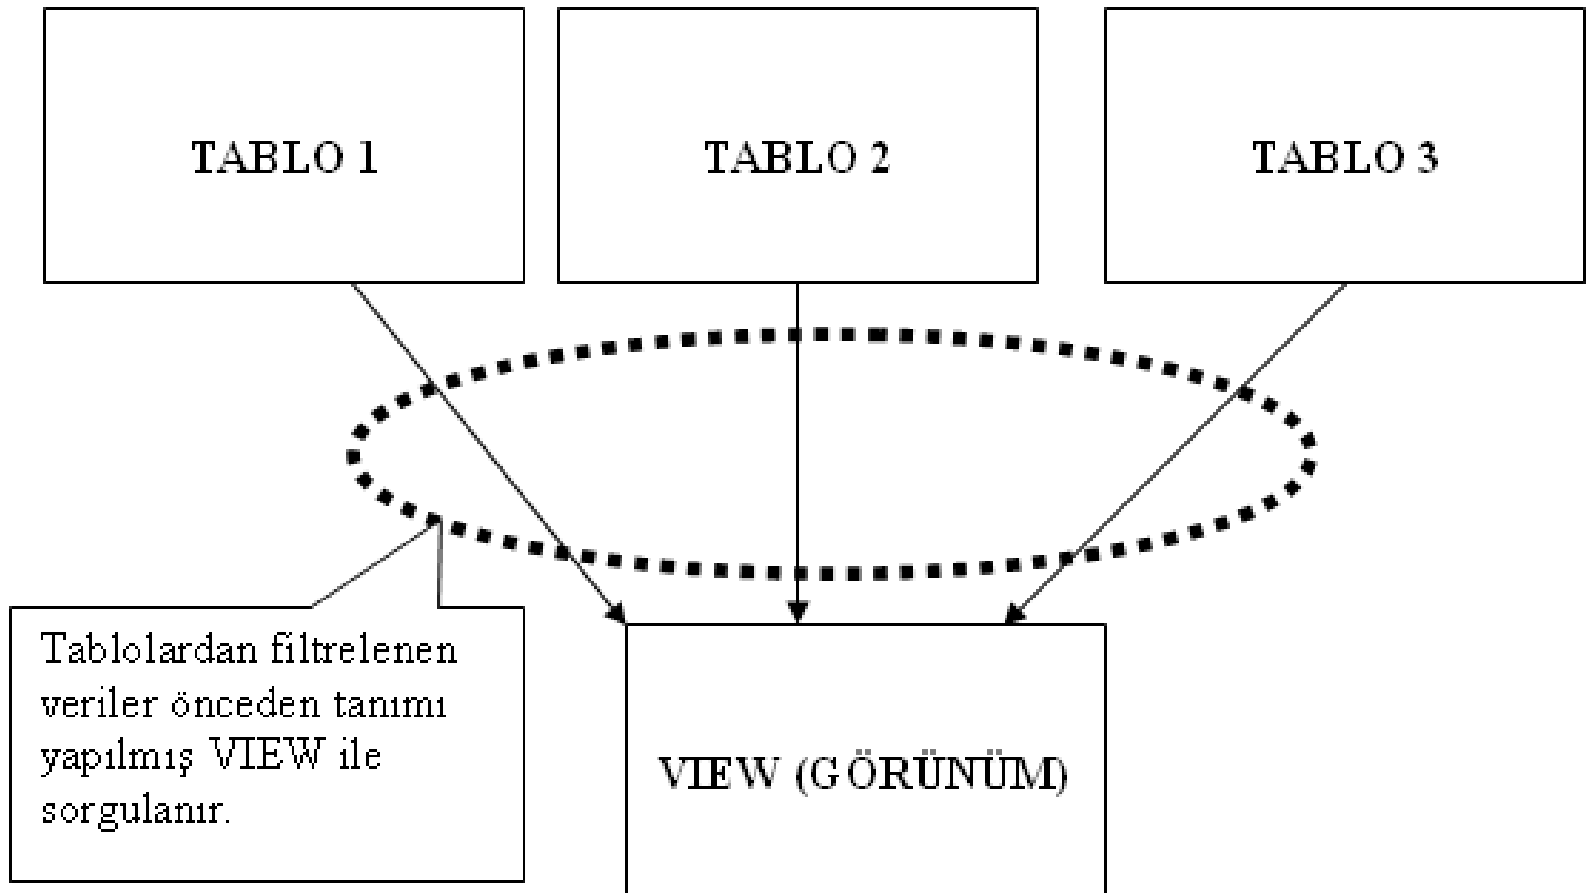 TABLO 1
TABLO 2
TABLO 3
Tablolardan filtrelenen
veriler önceden tanımı
yapılmış VIEW ile
sorgulanır.
VIEW (GÖRÜNÜM)